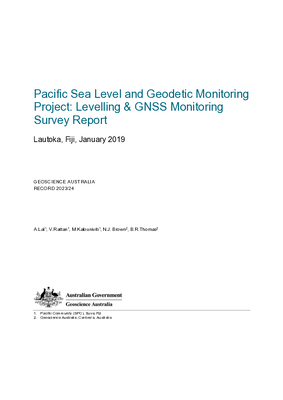 Pacific Sea Level and Geodetic Monitoring
Project: Levelling & GNSS Monitoring
Survey Report
Lautoka, Fiji, January 2019
GEOSCIENCE AUSTRALIA
RECORD 2023/24
A Lal¹, V.Rattan¹, M Kaboonia¹, N.J. Brown², B.R.Thomas²
Australian Government
Geoscience Australia
1. Pacific Community (SPC), Suva, Fiji
2. Geoscience Australia, Canberra, Australia